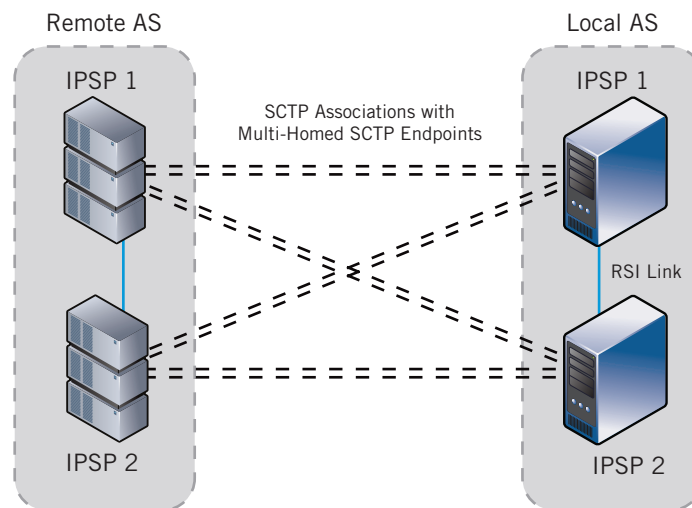 Remote AS
Local AS
IPSP 1
IPSP 1
SCTP Associations with
Multi-Homed SCTP Endpoints
RSI Link
IPSP 2
IPSP 2